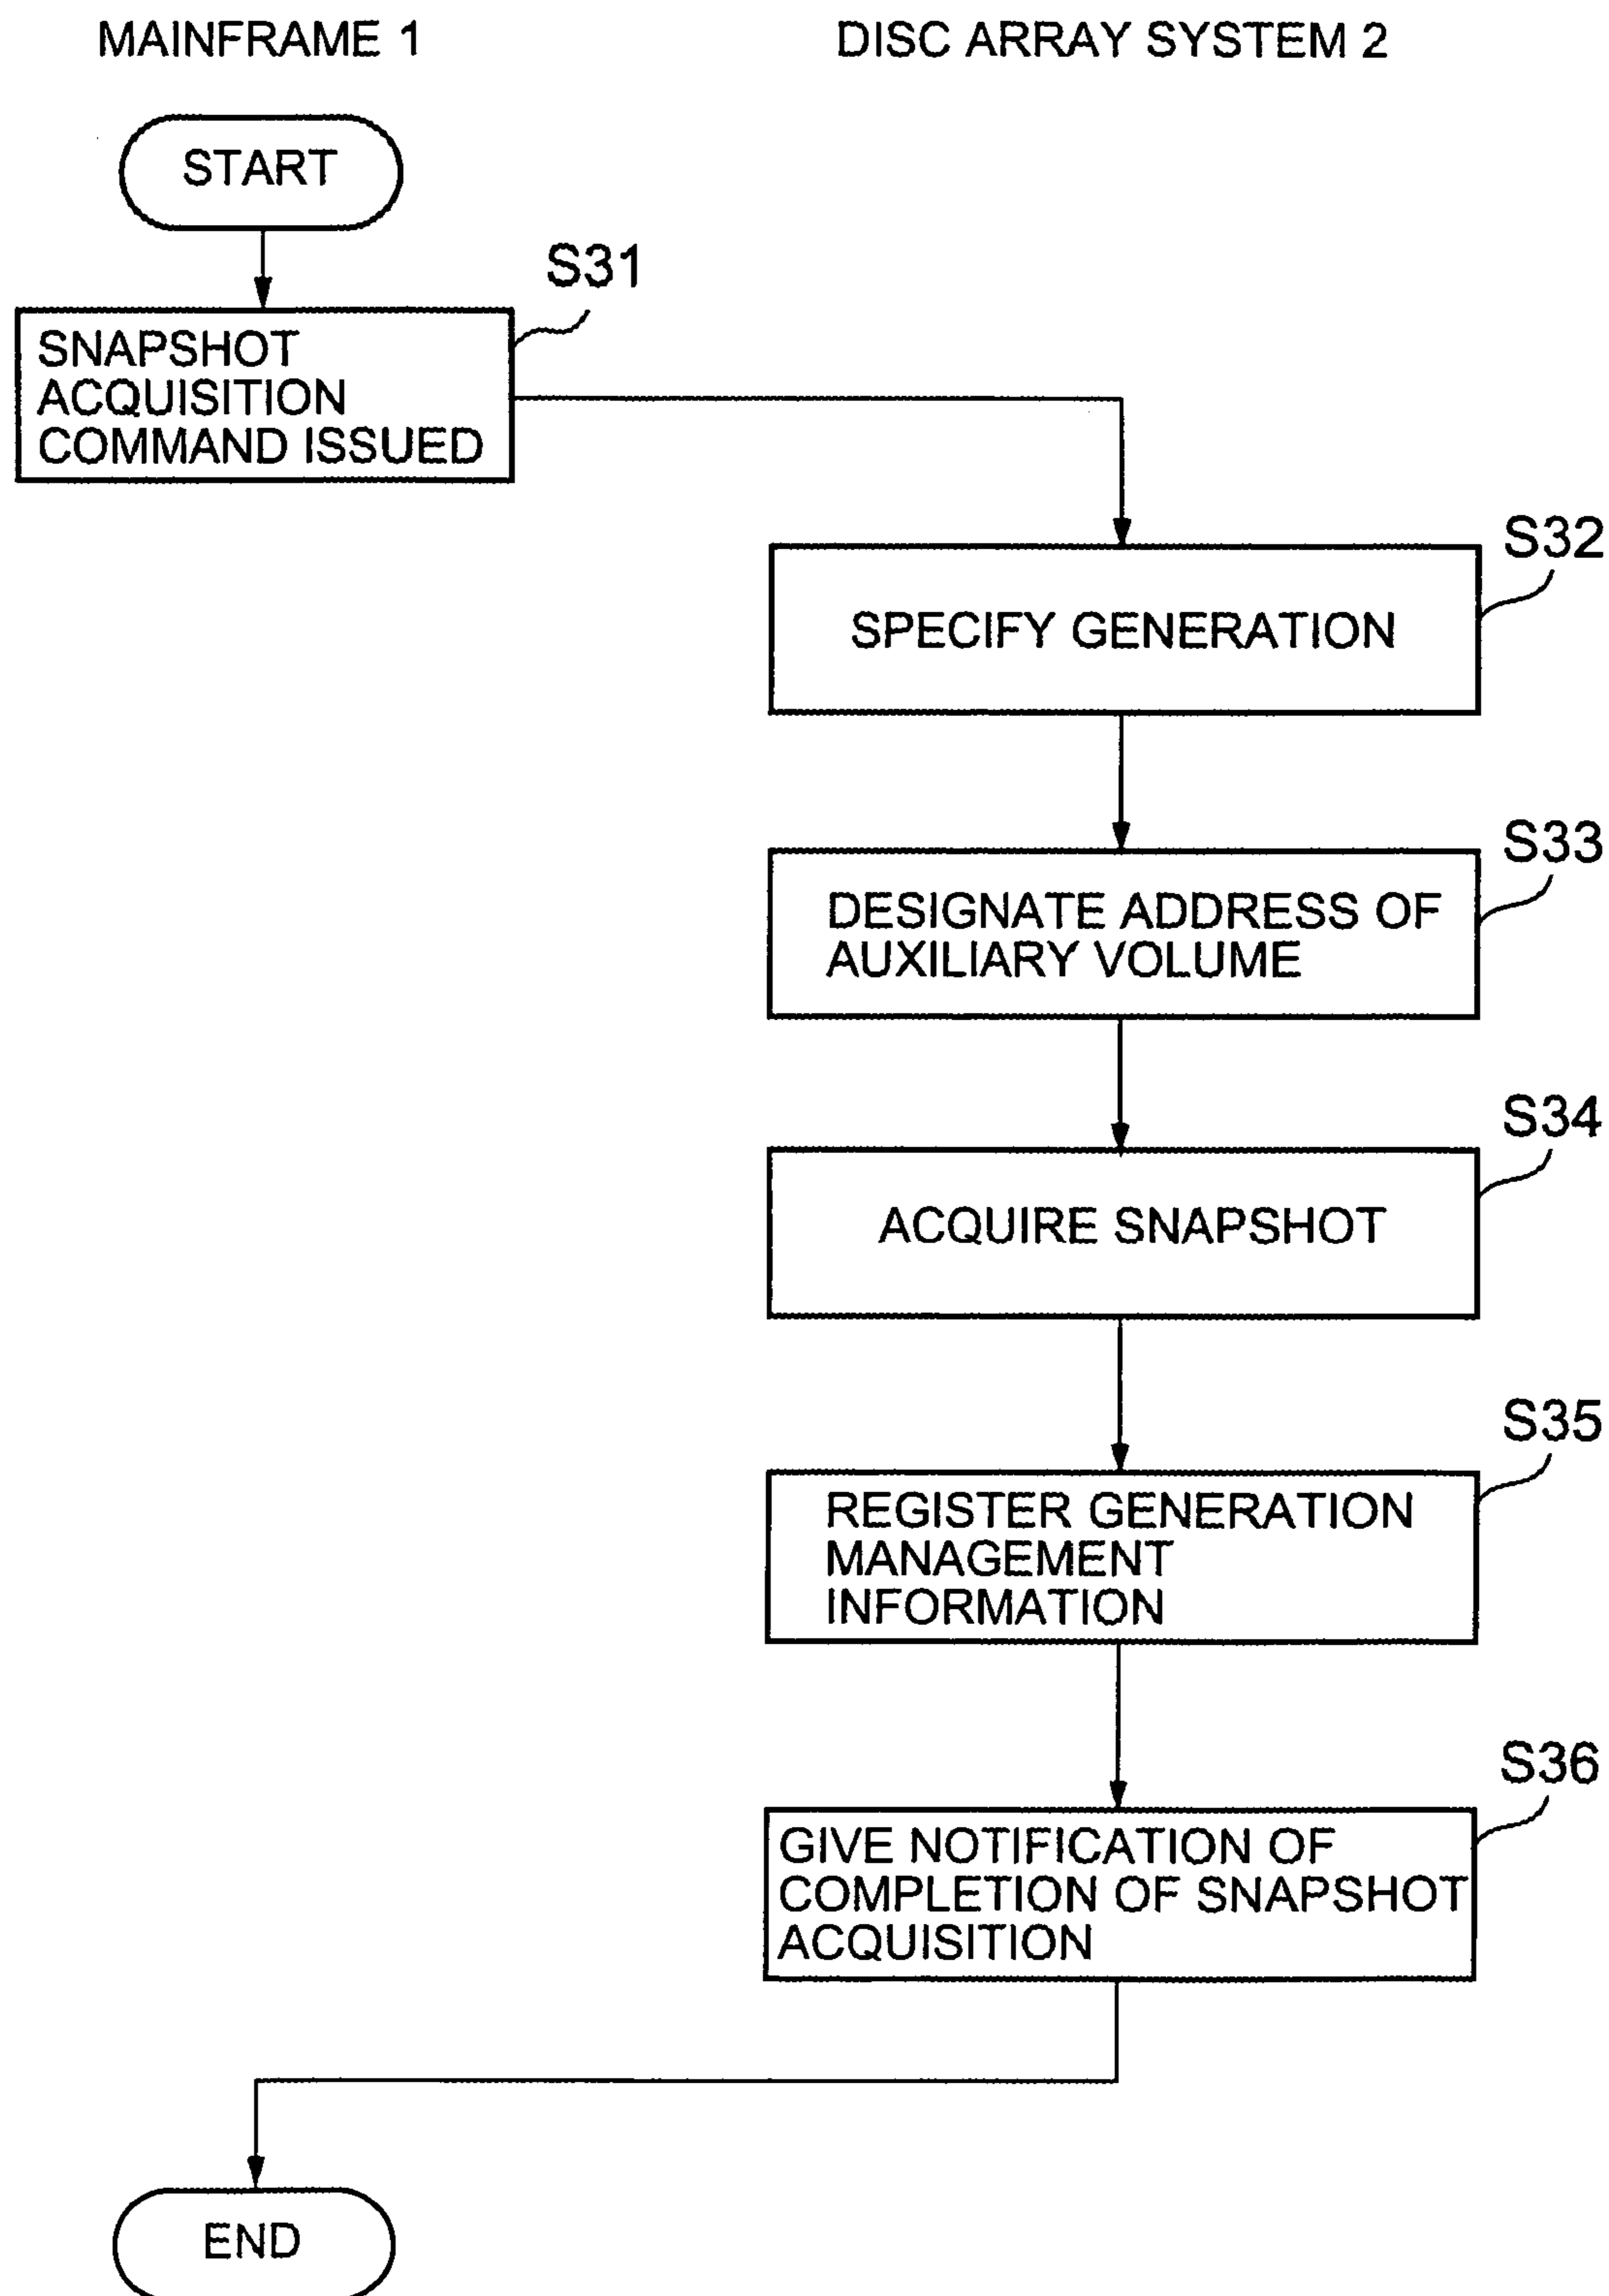 MAINFRAME 1
DISC ARRAY SYSTEM 2
START
S31
SNAPSHOT
ACQUISITION
COMMAND ISSUED
S32
SPECIFY GENERATION
S33
DESIGNATE ADDRESS OF
AUXILIARY VOLUME
S34
ACQUIRE SNAPSHOT
S35
REGISTER GENERATION
MANAGEMENT
INFORMATION
S36
GIVE NOTIFICATION OF
COMPLETION OF SNAPSHOT
ACQUISITION
END